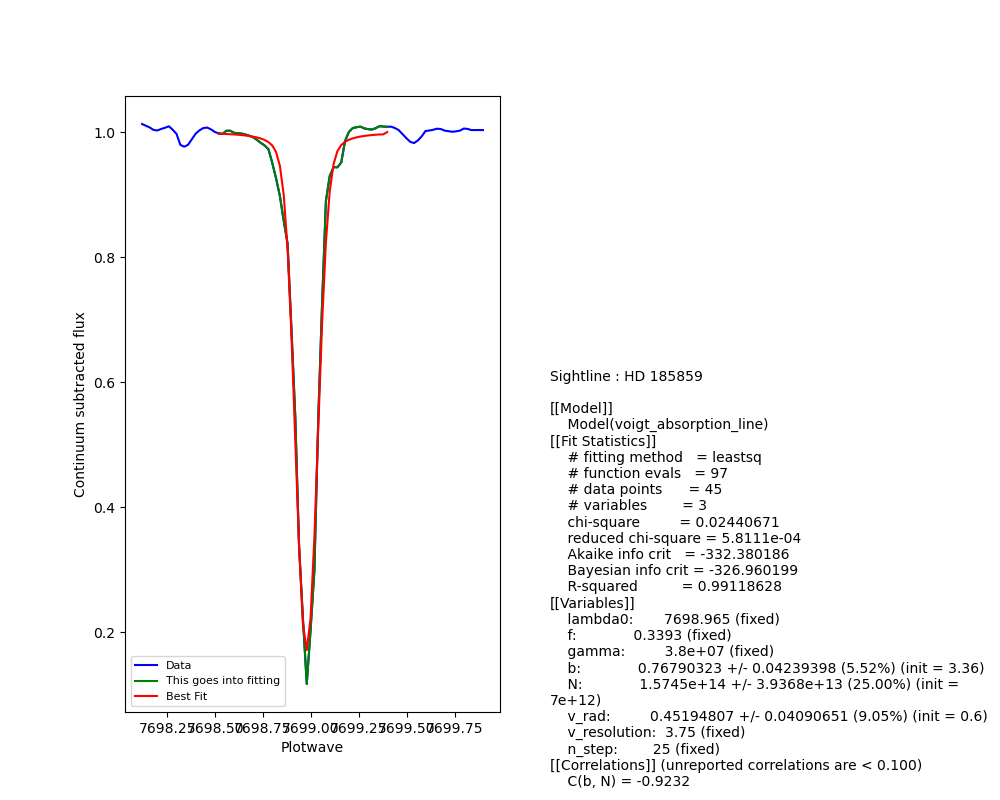 1.0
0.8
0.6
0.4
0.2
Continuum subtracted flux
Data
This goes into fitting
Best Fit
7698.25 7698.50 7698.75 7699.00 7699.25 7699.50 7699.75
Plotwave
Sightline : HD 185859
[[Model]]
Model(voigt_absorption_line)
[[Fit Statistics]]
# fitting method = leastsq
# function evals = 97
# data points = 45
# variables = 3
chi-square = 0.02440671
reduced chi-square = 5.8111e-04
Akaike info crit = -332.380186
Bayesian info crit = -326.960199
R-squared = 0.99118628
[[Variables]]
lambda0: 7698.965 (fixed)
f: 0.3393 (fixed)
gamma: 3.8e+07 (fixed)
b: 0.76790323 +/- 0.04239398 (5.52%) (init = 3.36)
N: 1.5745e+14 +/- 3.9368e+13 (25.00%) (init =
7e+12)
v_rad: 0.45194807 +/- 0.04090651 (9.05%) (init = 0.6)
v_resolution: 3.75 (fixed)
n_step: 25 (fixed)
[[Correlations]] (unreported correlations are < 0.100)
C(b, N) = -0.9232